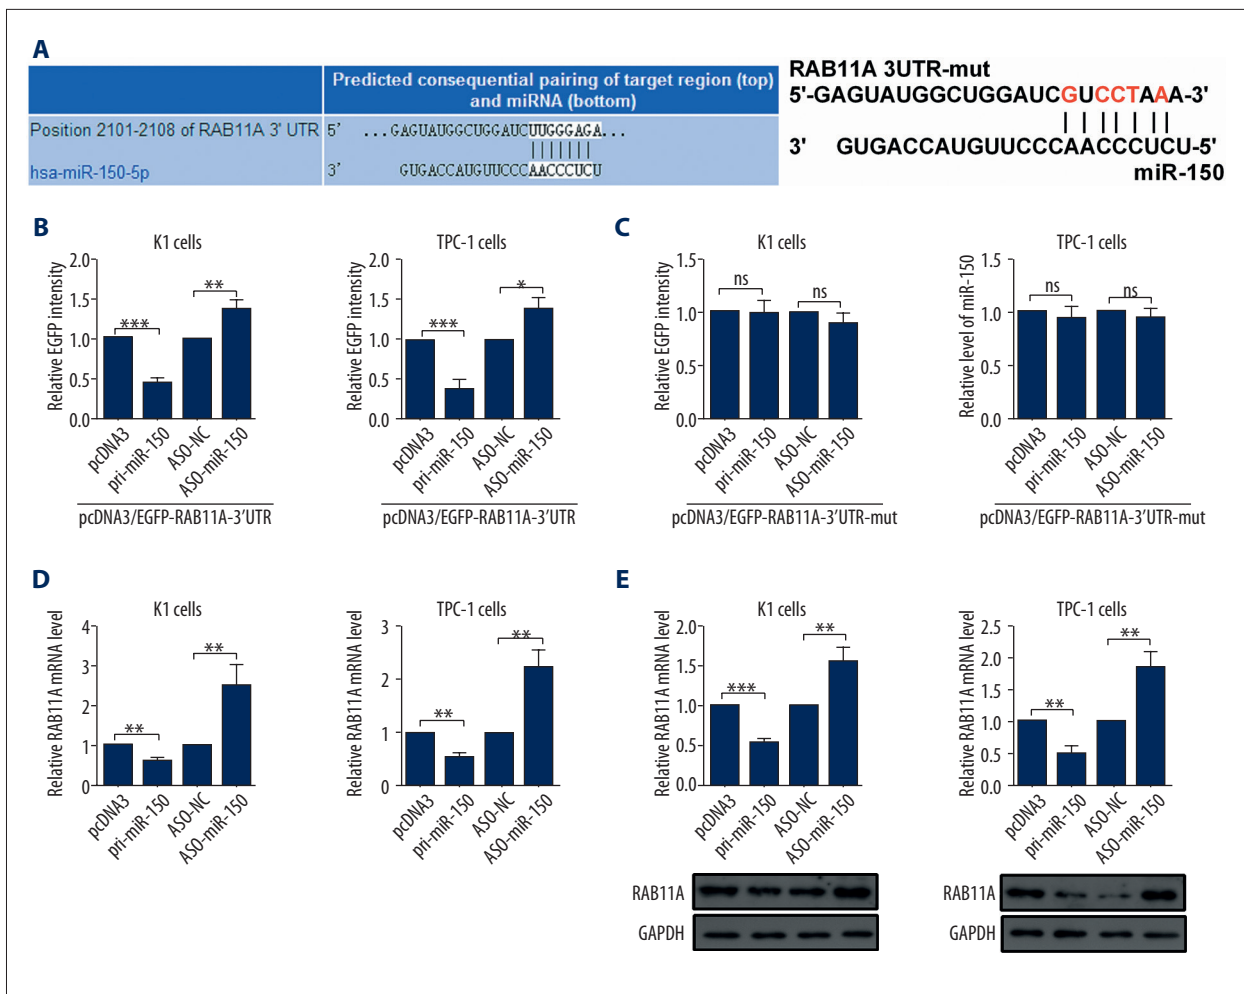 A
Predicted consequential pairing of target region (top)
and miRNA (bottom)
Position 2101-2108 of RAB11A 3' UTR
5' ...GAGUAUGGCUGGAUCUUGGGAGA...
hsa-miR-150-5p
3' GUGACCAUGUUCCCAACCCUCU
RAB11A 3UTR-mut
5'-GAGUAUGGCUGGAUCGUCCTAAA-3'
3' GUGACCAUGUUCCCAACCCUCU-5'
miR-150
B
K1 cells
Relative EGFP intensity
2.0
1.5
1.0
0.5
0.0
***
**
pcDNA3
pri-miR-150
ASO-NC
ASO-miR-150
pcDNA3/EGFP-RAB11A-3'UTR
TPC-1 cells
Relative EGFP intensity
2.0
1.5
1.0
0.5
0.0
***
*
pcDNA3
pri-miR-150
ASO-NC
ASO-miR-150
pcDNA3/EGFP-RAB11A-3'UTR
C
K1 cells
Relative EGFP intensity
1.5
1.0
0.5
0.0
ns
ns
pcDNA3
pri-miR-150
ASO-NC
ASO-miR-150
pcDNA3/EGFP-RAB11A-3'UTR-mut
TPC-1 cells
Relative level of miR-150
1.5
1.0
0.5
0.0
ns
ns
pcDNA3
pri-miR-150
ASO-NC
ASO-miR-150
pcDNA3/EGFP-RAB11A-3'UTR-mut
D
K1 cells
Relative RAB11A mRNA level
4
3
2
1
0
**
**
pcDNA3
pri-miR-150
ASO-NC
ASO-miR-150
TPC-1 cells
Relative RAB11A mRNA level
3
2
1
0
**
**
pcDNA3
pri-miR-150
ASO-NC
ASO-miR-150
E
K1 cells
Relative RAB11A mRNA level
2.0
1.5
1.0
0.5
0.0
***
**
pcDNA3
pri-miR-150
ASO-NC
ASO-miR-150
RAB11A
GAPDH
TPC-1 cells
Relative RAB11A mRNA level
2.5
2.0
1.5
1.0
0.5
0.0
**
**
pcDNA3
pri-miR-150
ASO-NC
ASO-miR-150
RAB11A
GAPDH